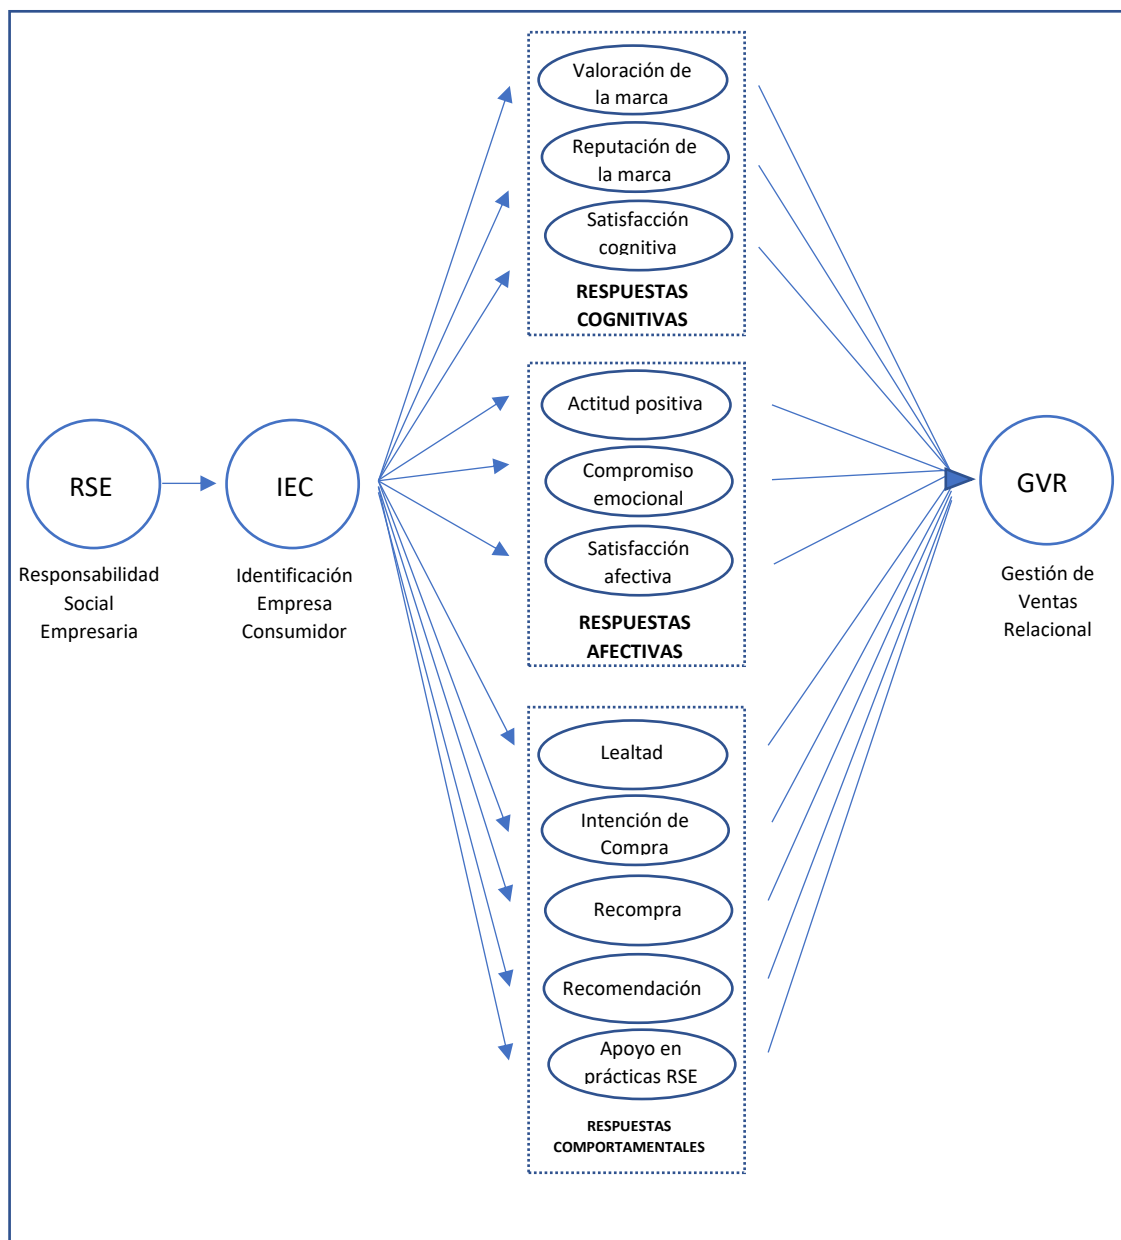 RSE
Responsabilidad
Social
Empresaria
IEC
Identificación
Empresa
Consumidor
Valoración de
la marca
Reputación de
la marca
Satisfacción
cognitiva
RESPUESTAS
COGNITIVAS
Actitud positiva
Compromiso
emocional
Satisfacción
afectiva
RESPUESTAS
AFECTIVAS
Lealtad
Intención de
Compra
Recompra
Recomendación
Apoyo en
prácticas RSE
RESPUESTAS
COMPORTAMENTALES
GVR
Gestión de
Ventas
Relacional